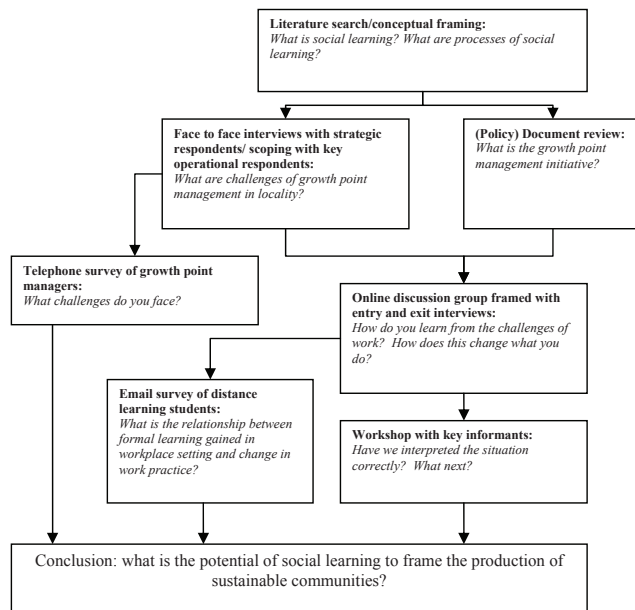 Literature search/conceptual framing:
What is social learning?  What are processes of social
learning?
Face to face interviews with strategic
respondents/ scoping with key
operational respondents:
What are challenges of growth point
management in locality?
(Policy) Document review:
What is the growth point
management initiative?
Telephone survey of growth point
managers:
What challenges do you face?
Online discussion group framed with
entry and exit interviews:
How do you learn from the challenges of
work?  How does this change what you
do?
Email survey of distance
learning students:
What is the relationship between
formal learning gained in
workplace setting and change in
work practice?
Workshop with key informants:
Have we interpreted the situation
correctly?  What next?
Conclusion: what is the potential of social learning to frame the production of
sustainable communities?